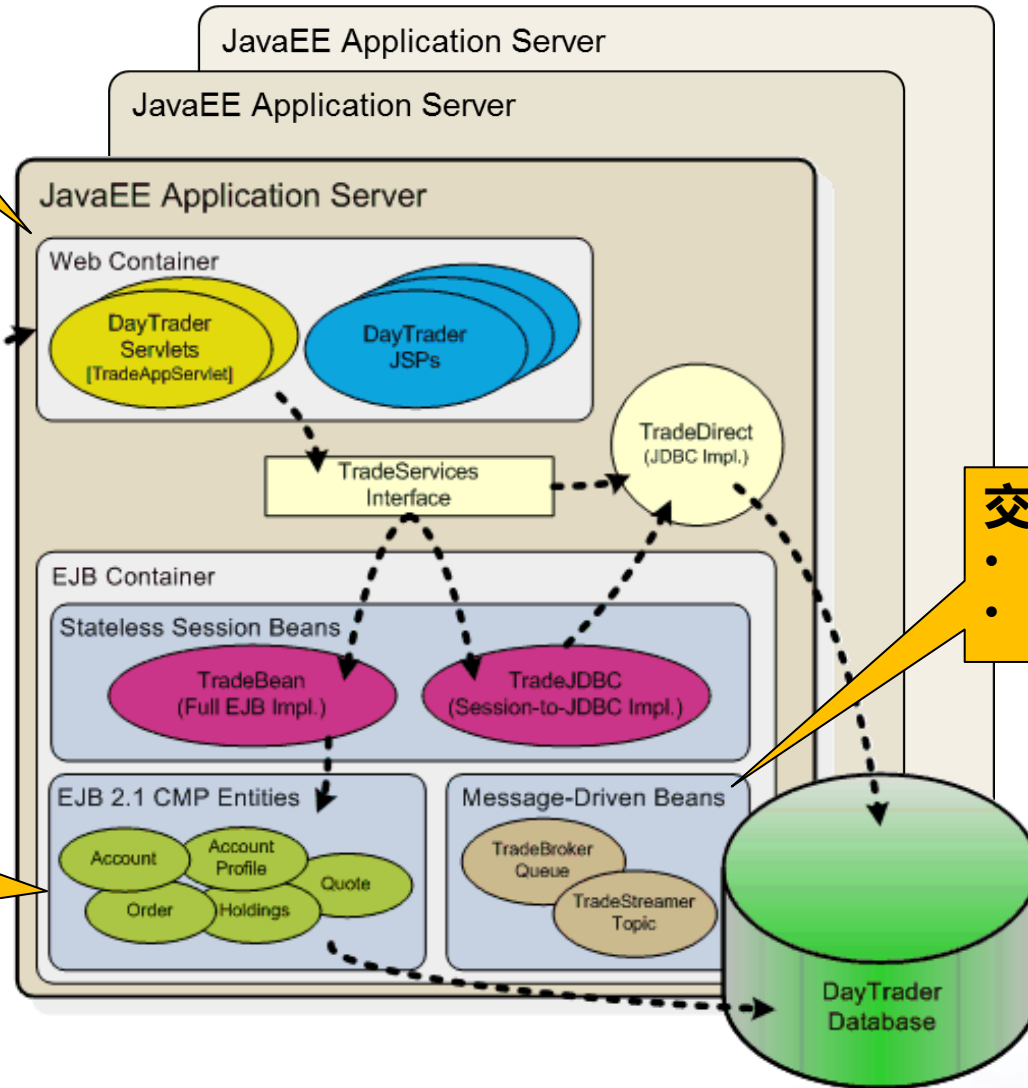 JavaEE Application Server
JavaEE Application Server
JavaEE Application Server
Web Container
DayTrader
Servlets
[TradeAppServlet]
DayTrader
JSPs
TradeDirect
(JDBC Impl.)
TradeServices
Interface
交
•
•
EJB Container
Stateless Session Beans
TradeBean
(Full EJB Impl.)
TradeJDBC
(Session-to-JDBC Impl.)
EJB 2.1 CMP Entities
Account
Account
Profile
Quote
Order
Holdings
Message-Driven Beans
TradeBroker
Queue
TradeStreamer
Topic
DayTrader
Database